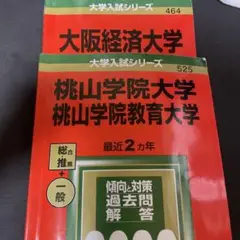 大学入試シリーズ
464
大阪経済大学
大学入試シリーズ
525
桃山学院大学
桃山学院教育大学
最近2カ年
総合
推薦
+
一般
傾向と対策
過去問
解答